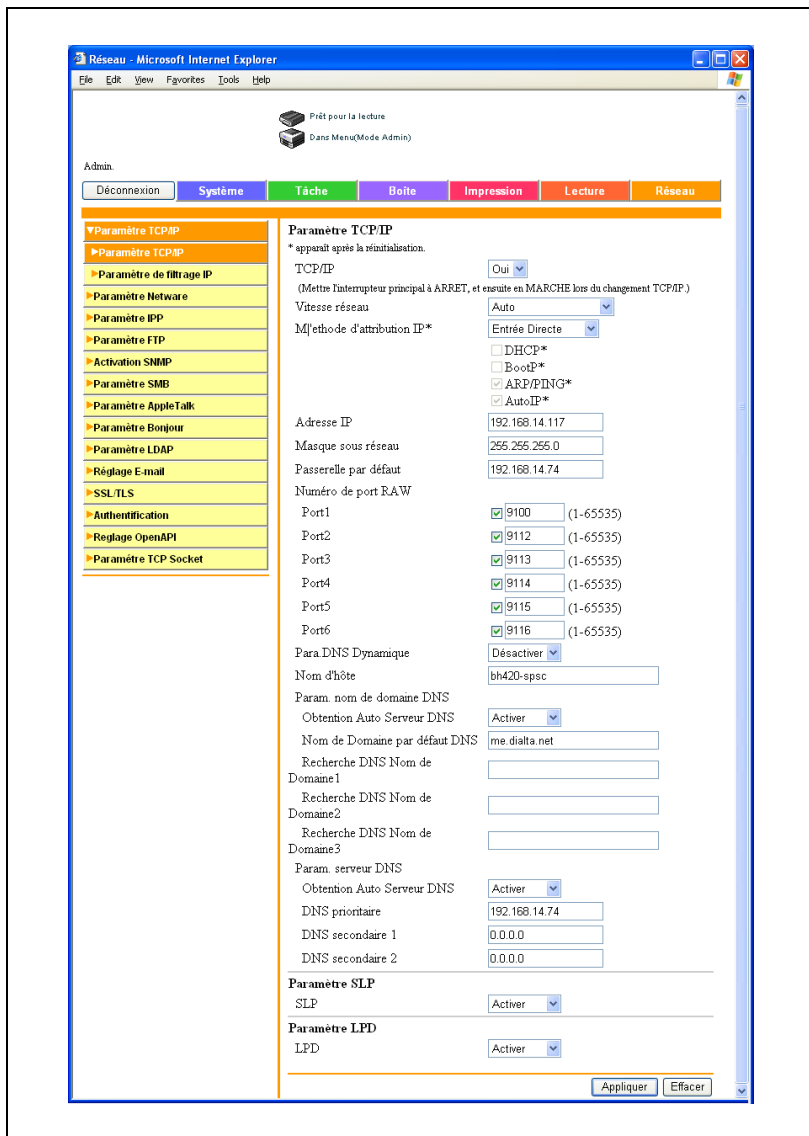 Réseau - Microsoft Internet Explorer
File Edit View Favorites Tools Help
Prêt pour la lecture
Dans Menu(Mode Admin)
Admin.
Déconnexion Système Tâche Boîte Impression Lecture Réseau
Paramètre TCP/IP
Paramètre TCP/IP
Paramètre de filtrage IP
Paramètre Netware
Paramètre IPP
Paramètre FTP
Activation SNMP
Paramètre SMB
Paramètre AppleTalk
Paramètre Bonjour
Paramètre LDAP
Réglage E-mail
SSL/TLS
Authentification
Reglage OpenAPI
Paramétre TCP Socket
Paramètre TCP/IP
* apparaît après la réinitialisation.
TCP/IP Oui
(Mettre l'interrupteur principal à ARRET, et ensuite en MARCHE lors du changement TCP/IP.)
Vitesse réseau Auto
M['ethode d'attribution IP* Entrée Directe
DHCP*
BootP*
ARP/PING*
AutoIP*
Adresse IP 192.168.14.117
Masque sous réseau 255.255.255.0
Passerelle par défaut 192.168.14.74
Numéro de port RAW
Port1 9100 (1-65535)
Port2 9112 (1-65535)
Port3 9113 (1-65535)
Port4 9114 (1-65535)
Port5 9115 (1-65535)
Port6 9116 (1-65535)
Para.DNS Dynamique Désactiver
Nom d'hôte bh420-spsc
Param. nom de domaine DNS
Obtention Auto Serveur DNS Activer
Nom de Domaine par défaut DNS me.dialta.net
Recherche DNS Nom de
Domaine1
Recherche DNS Nom de
Domaine2
Recherche DNS Nom de
Domaine3
Param. serveur DNS
Obtention Auto Serveur DNS Activer
DNS prioritaire 192.168.14.74
DNS secondaire 1 0.0.0.0
DNS secondaire 2 0.0.0.0
Paramètre SLP
SLP Activer
Paramètre LPD
LPD Activer
Appliquer Effacer